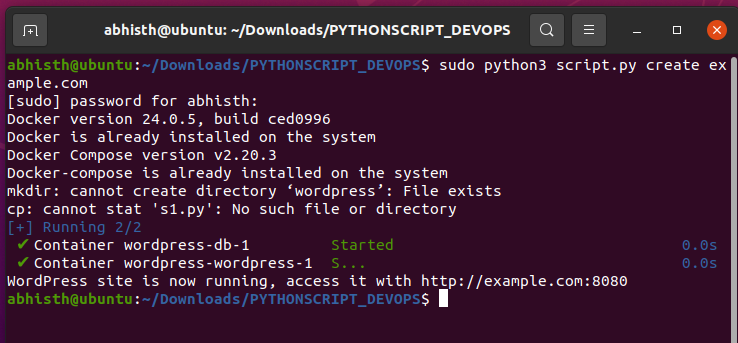 abhisth@ubuntu: ~/Downloads/PYTHONSCRIPT_DEVOPS
abhisth@ubuntu:~/Downloads/PYTHONSCRIPT_DEVOPS$ sudo python3 script.py create ex
ample.com
[sudo] password for abhisth:
Docker version 24.0.5, build ced0996
Docker is already installed on the system
Docker Compose version v2.20.3
Docker-compose is already installed on the system
mkdir: cannot create directory ‘wordpress’: File exists
cp: cannot stat 's1.py': No such file or directory
[+] Running 2/2
✔ Container wordpress-db-1 Started 0.0s
✔ Container wordpress-wordpress-1 S... 0.0s
WordPress site is now running, access it with http://example.com:8080
abhisth@ubuntu:~/Downloads/PYTHONSCRIPT_DEVOPS$